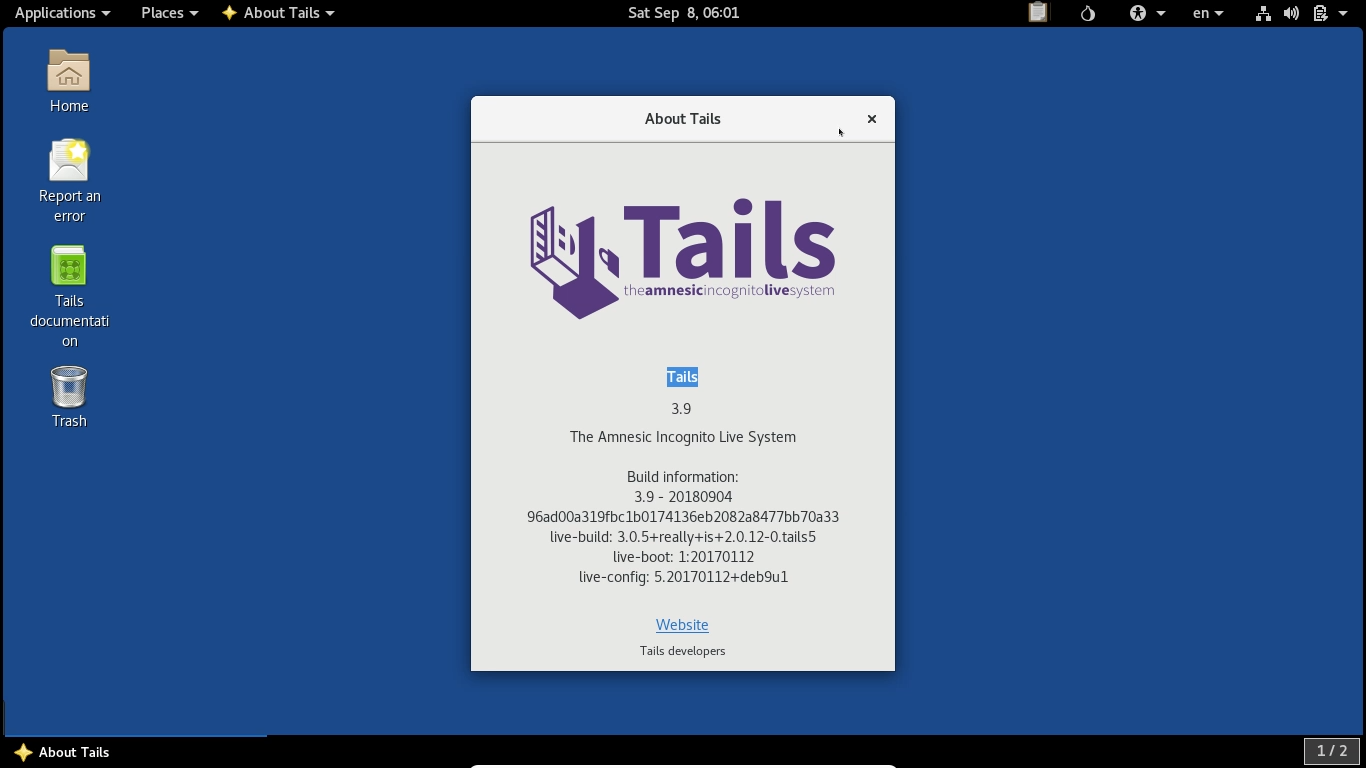 Applications Places About Tails Sat Sep 8, 06:01 en
Home
Report an
error
Tails
documentati
on
Trash
About Tails
Tails
theamnesicincognitolivesystem
Tails
3.9
The Amnesic Incognito Live System
Build information:
3.9 - 20180904
96ad00a319fbc1b0174136eb2082a8477bb70a33
live-build: 3.0.5+really+is+2.0.12-0.tails5
live-boot: 1:20170112
live-config: 5.20170112+deb9u1
Website
Tails developers
About Tails 1 / 2